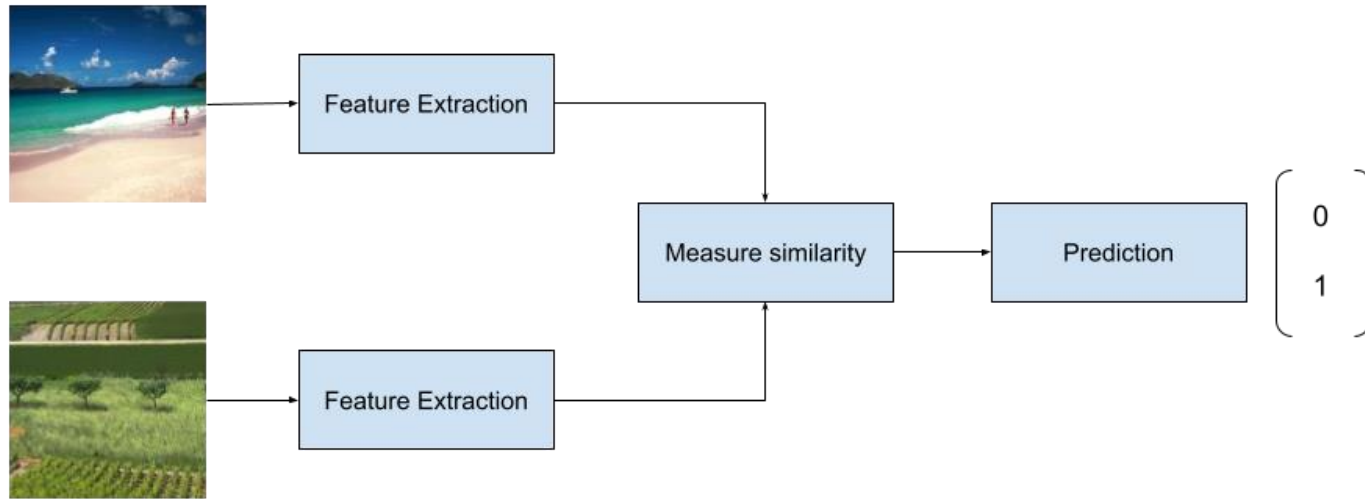 Feature Extraction
Measure similarity
Prediction
0
1
Feature Extraction